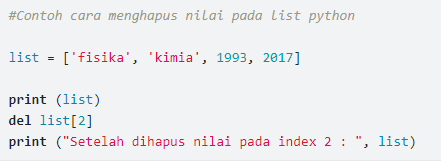 #Contoh cara menghapus nilai pada list python
list = ['fisika', 'kimia', 1993, 2017]
print (list)
del list[2]
print ("Setelah dihapus nilai pada index 2 : ", list)